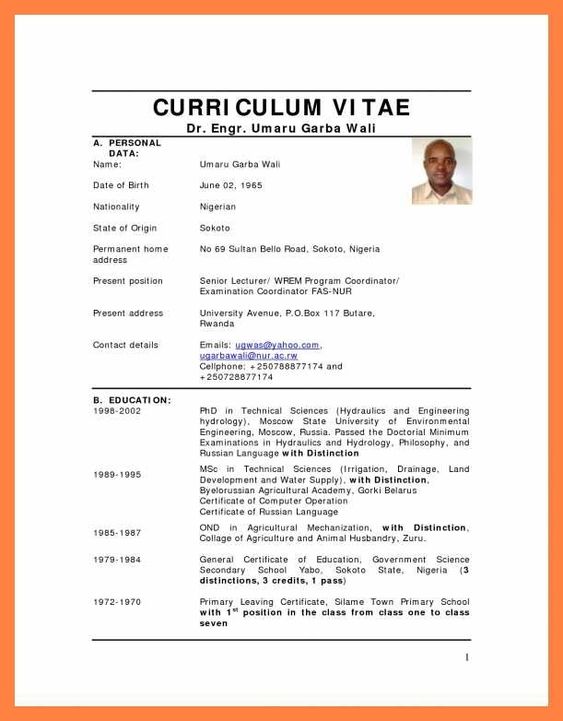 CURRICULUM VITAE
Dr. Engr. Umaru Garba Wali
A. PERSONAL
DATA:
Name: Umaru Garba Wali
Date of Birth June 02, 1965
Nationality Nigerian
State of Origin Sokoto
Permanent home No 69 Sultan Bello Road, Sokoto, Nigeria
address
Present position Senior Lecturer/ WREM Program Coordinator/
Examination Coordinator FAS-NUR
Present address University Avenue, P.O.Box 117 Butare,
Rwanda
Contact details Emails: ugwas@yahoo.com,
ugarbawali@nur.ac.rw
Cellphone: +250788877174 and
+250728877174
B. EDUCATION:
1998-2002 PhD in Technical Sciences (Hydraulics and Engineering
hydrology), Moscow State University of Environmental
Engineering, Moscow, Russia. Passed the Doctorial Minimum
Examinations in Hydraulics and Hydrology, Philosophy, and
Russian Language with Distinction
1989-1995 MSc in Technical Sciences (Irrigation, Drainage, Land
Development and Water Supply), with Distinction,
Byelorussian Agricultural Academy, Gorki Belarus
Certificate of Computer Operation
Certificate of Russian Language
1985-1987 OND in Agricultural Mechanization, with Distinction,
Collage of Agriculture and Animal Husbandry, Zuru.
1979-1984 General Certificate of Education, Government Science
Secondary School Yabo, Sokoto State, Nigeria (3
distinctions, 3 credits, 1 pass)
1972-1970 Primary Leaving Certificate, Silame Town Primary School
with 1st position in the class from class one to class
seven
1